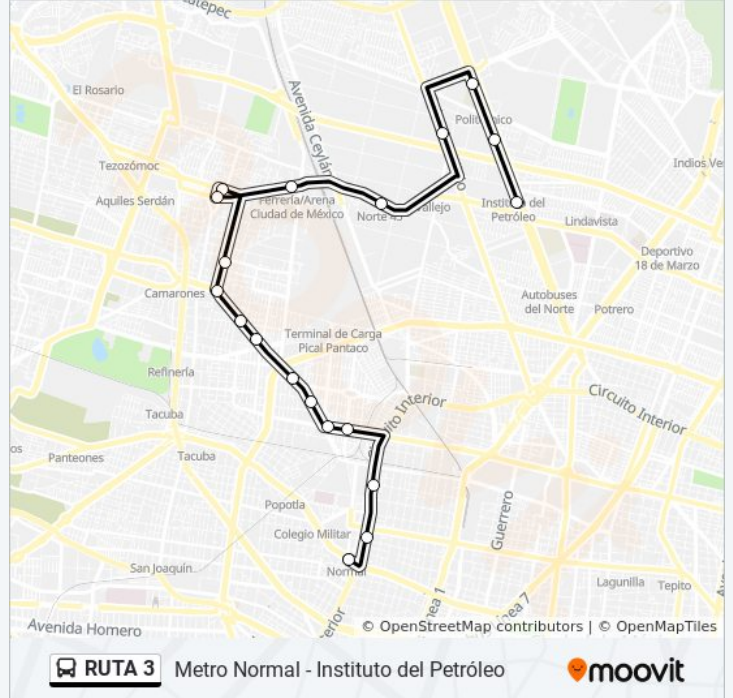 El Rosario
Avenida Ceylán
Politécnico
Tezozómoc
Indios
Aquiles Serdán
Ferrería/Arena
Ciudad de México
Norte 45
Vallejo
Instituto del
Petróleo
Lindavista
Deportivo
18 de Marzo
Camarones
Autobuses
del Norte
Potrero
Terminal de Carga
Pical Pantaco
Refinería
Circuito Interior
Circuito Interior
Tacuba
Panteones
Tacuba
Popotla
Guerrero
Colegio Militar
San Joaquín
Normal
Lagunilla
Tepito
Avenida Homero
© OpenStreetMap contributors | © OpenMapTiles
RUTA 3
Metro Normal - Instituto del Petróleo
moovit